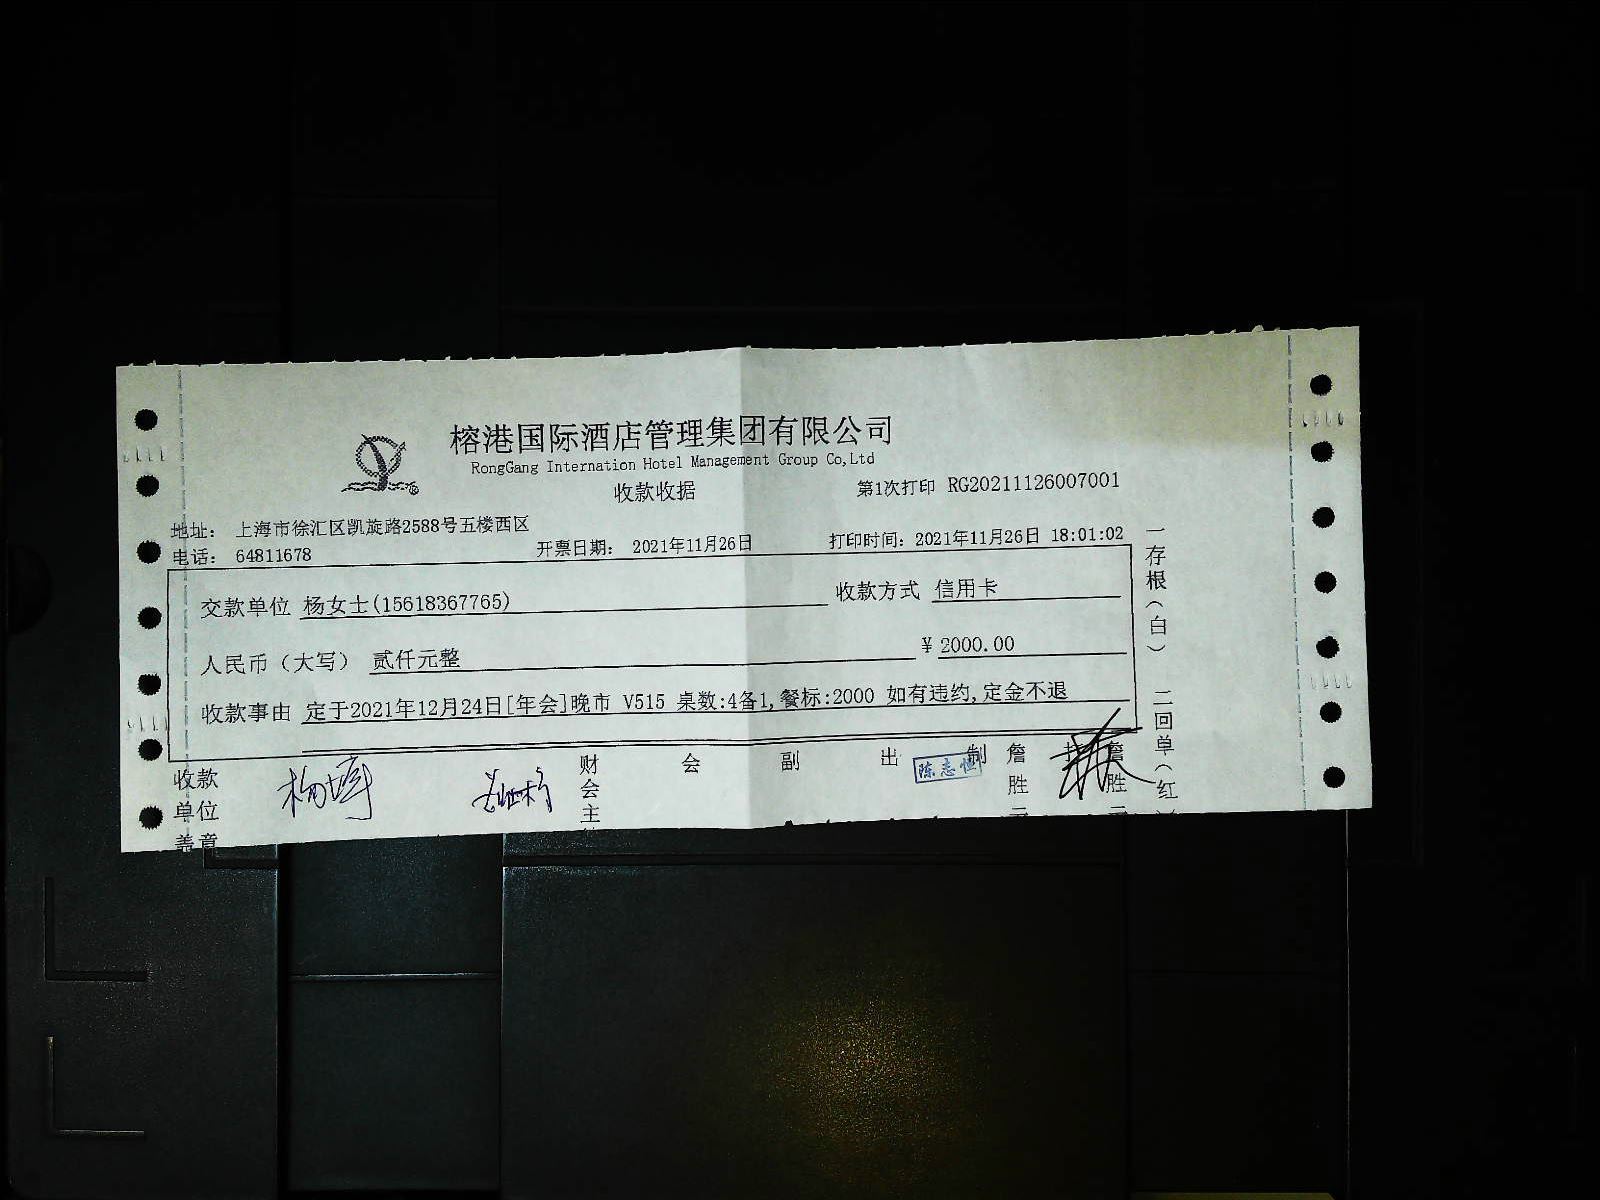 榕港国际酒店管理集团有限公司
RongGang Internation Hotel Management Group Co,Ltd
收款收据
第1次打印 RG20211126007001
地址： 上海市徐汇区凯旋路2588号五楼西区
电话： 64811678
开票日期： 2021年11月26日
打印时间：2021年11月26日 18:01:02
交款单位 杨女士(15618367765)
收款方式 信用卡
人民币（大写） 贰仟元整
￥2000.00
收款事由 定于2021年12月24日[年会]晚市 V515 桌数:4备1,餐标:2000 如有违约,定金不退
一存根（白） 二回单（红
收款单位盖章
财会主
会
副
出
陈志恒
制
詹胜
詹胜